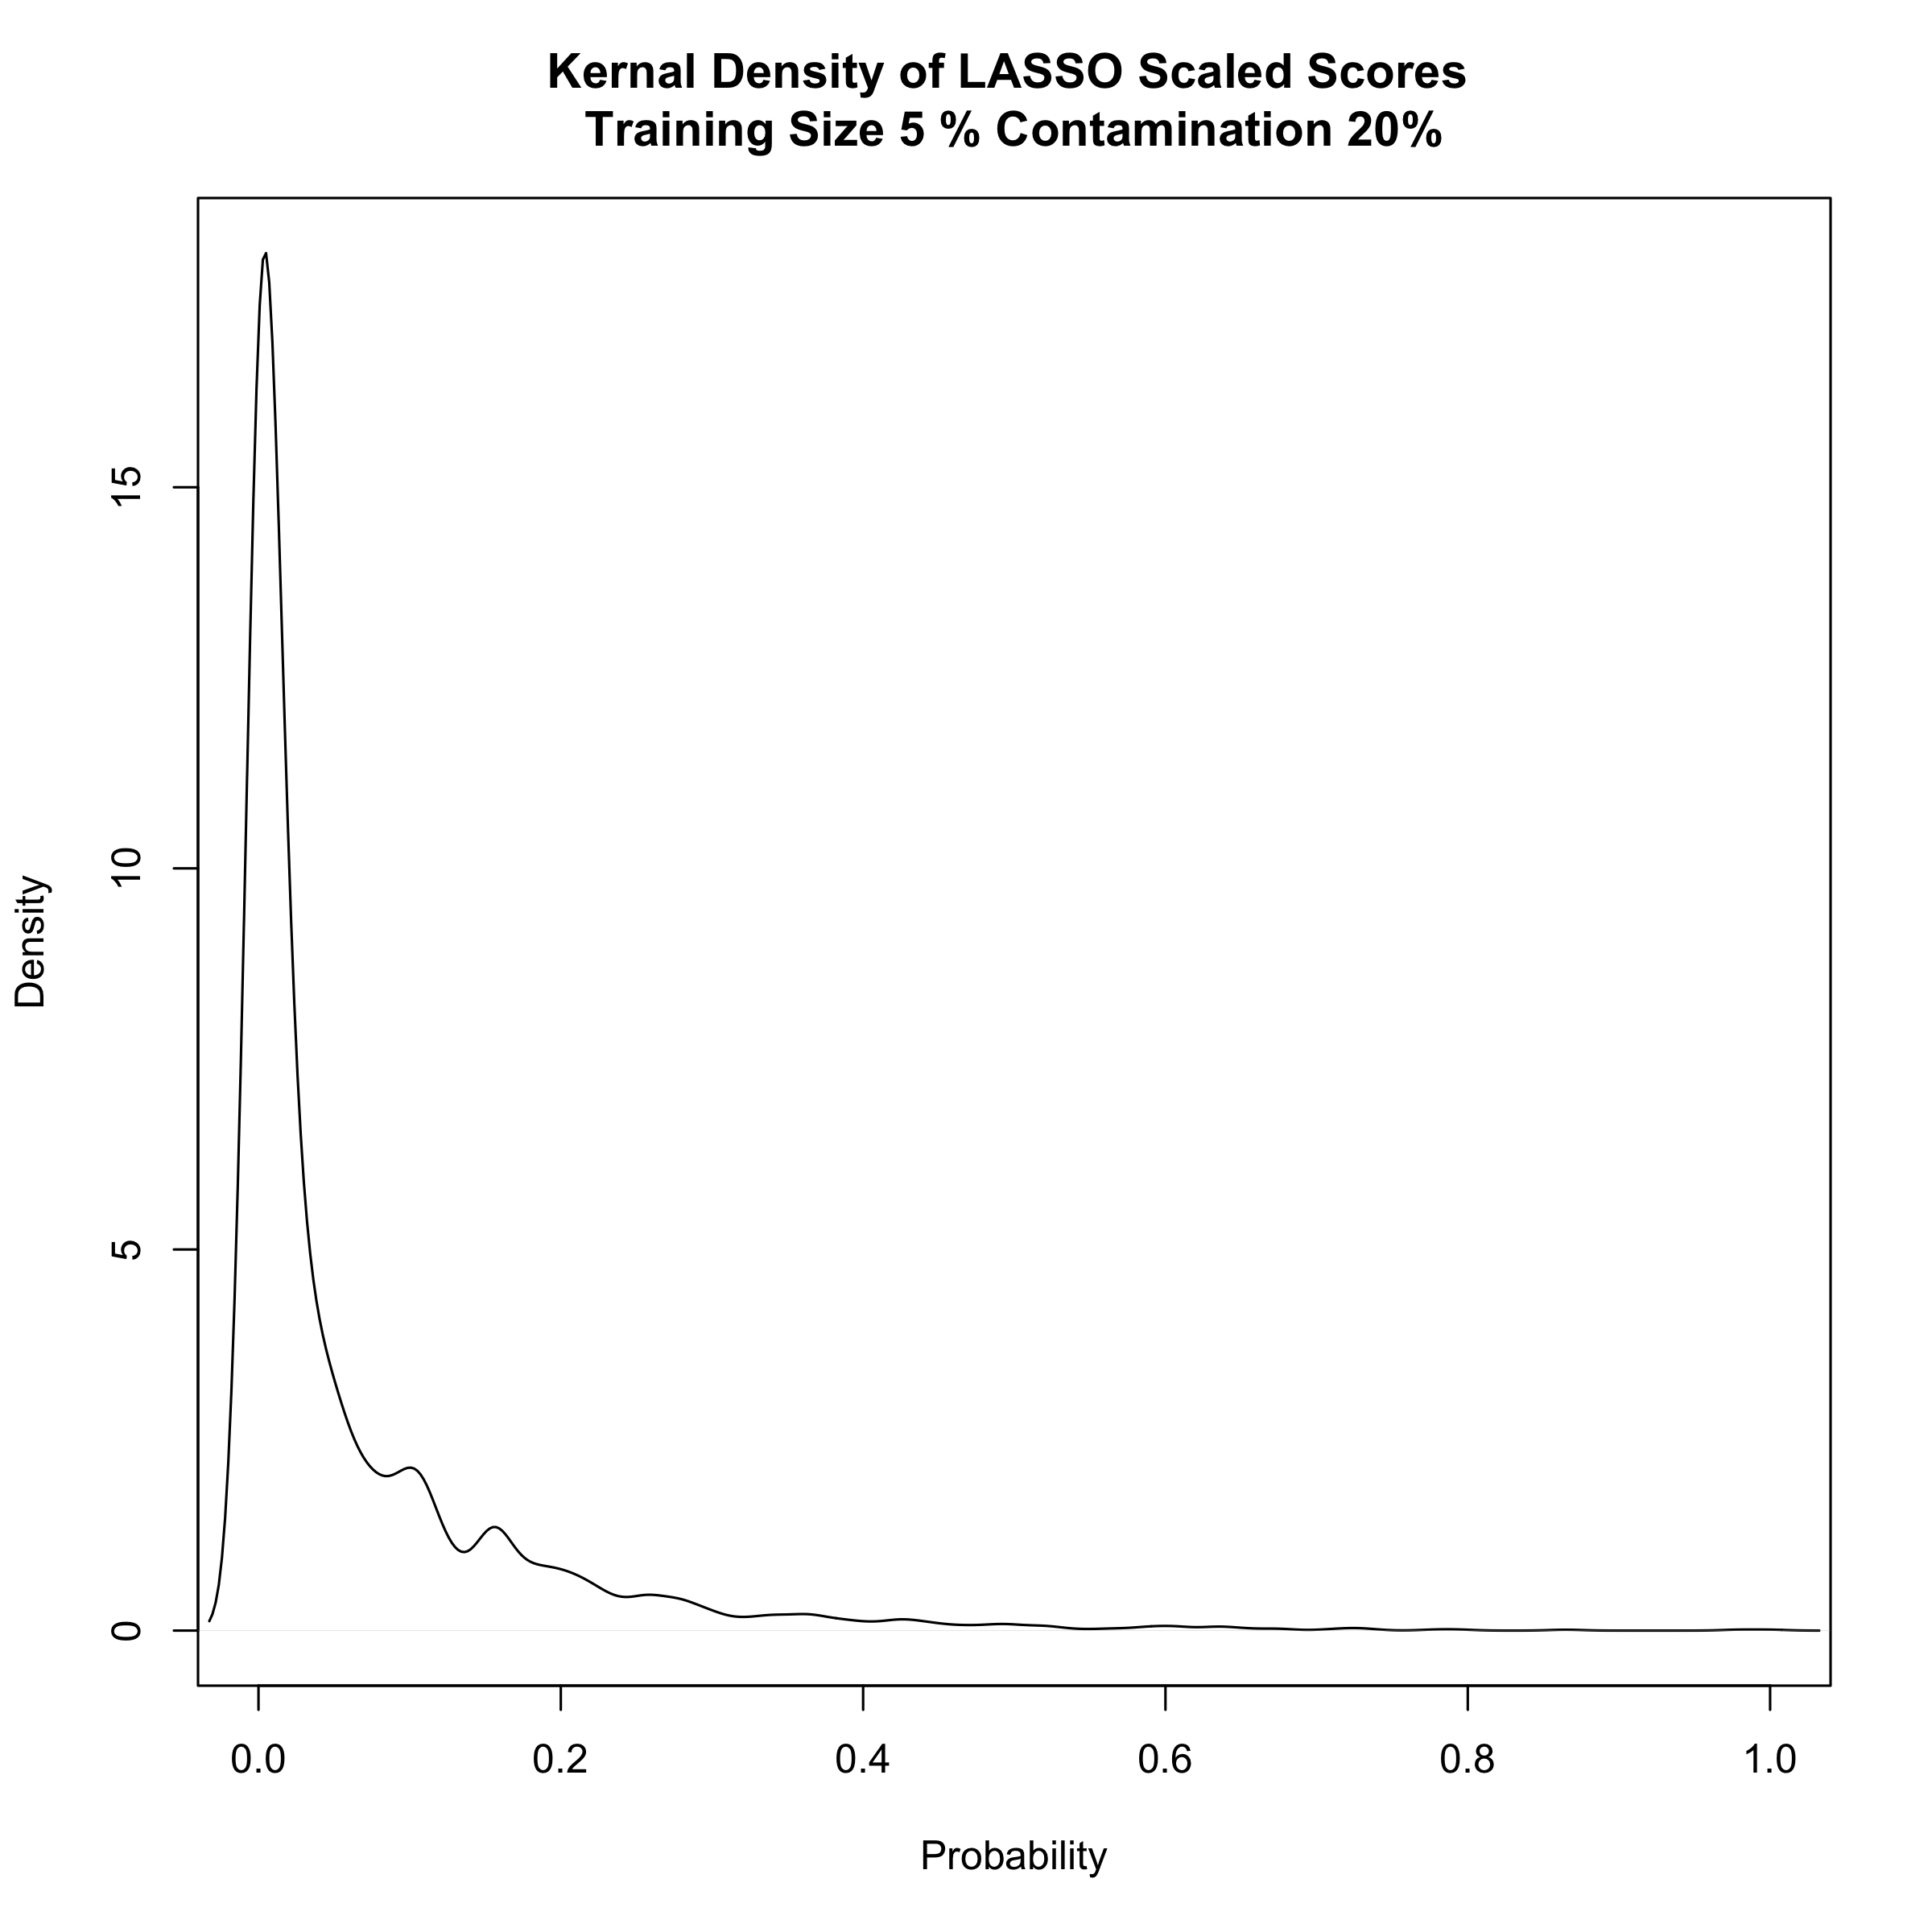 Kernal Density of LASSO Scaled Scores
Training Size 5 % Contamination 20%
15
10
5
0
Density
0.0 0.2 0.4 0.6 0.8 1.0
Probability